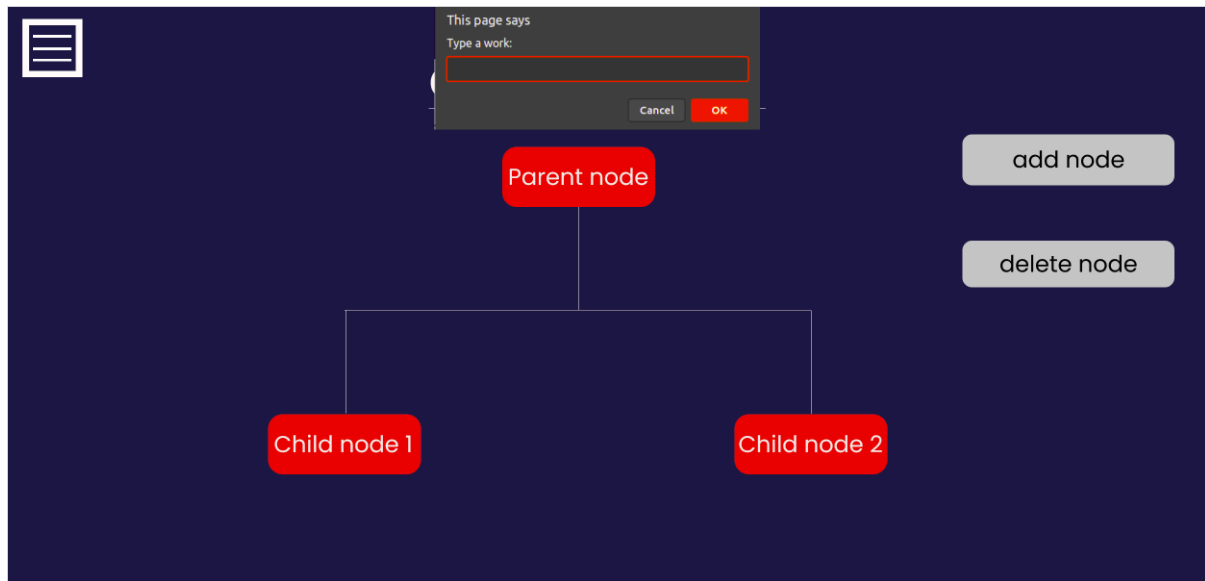 This page says
Type a work:
Cancel OK
Parent node
add node
delete node
Child node 1
Child node 2